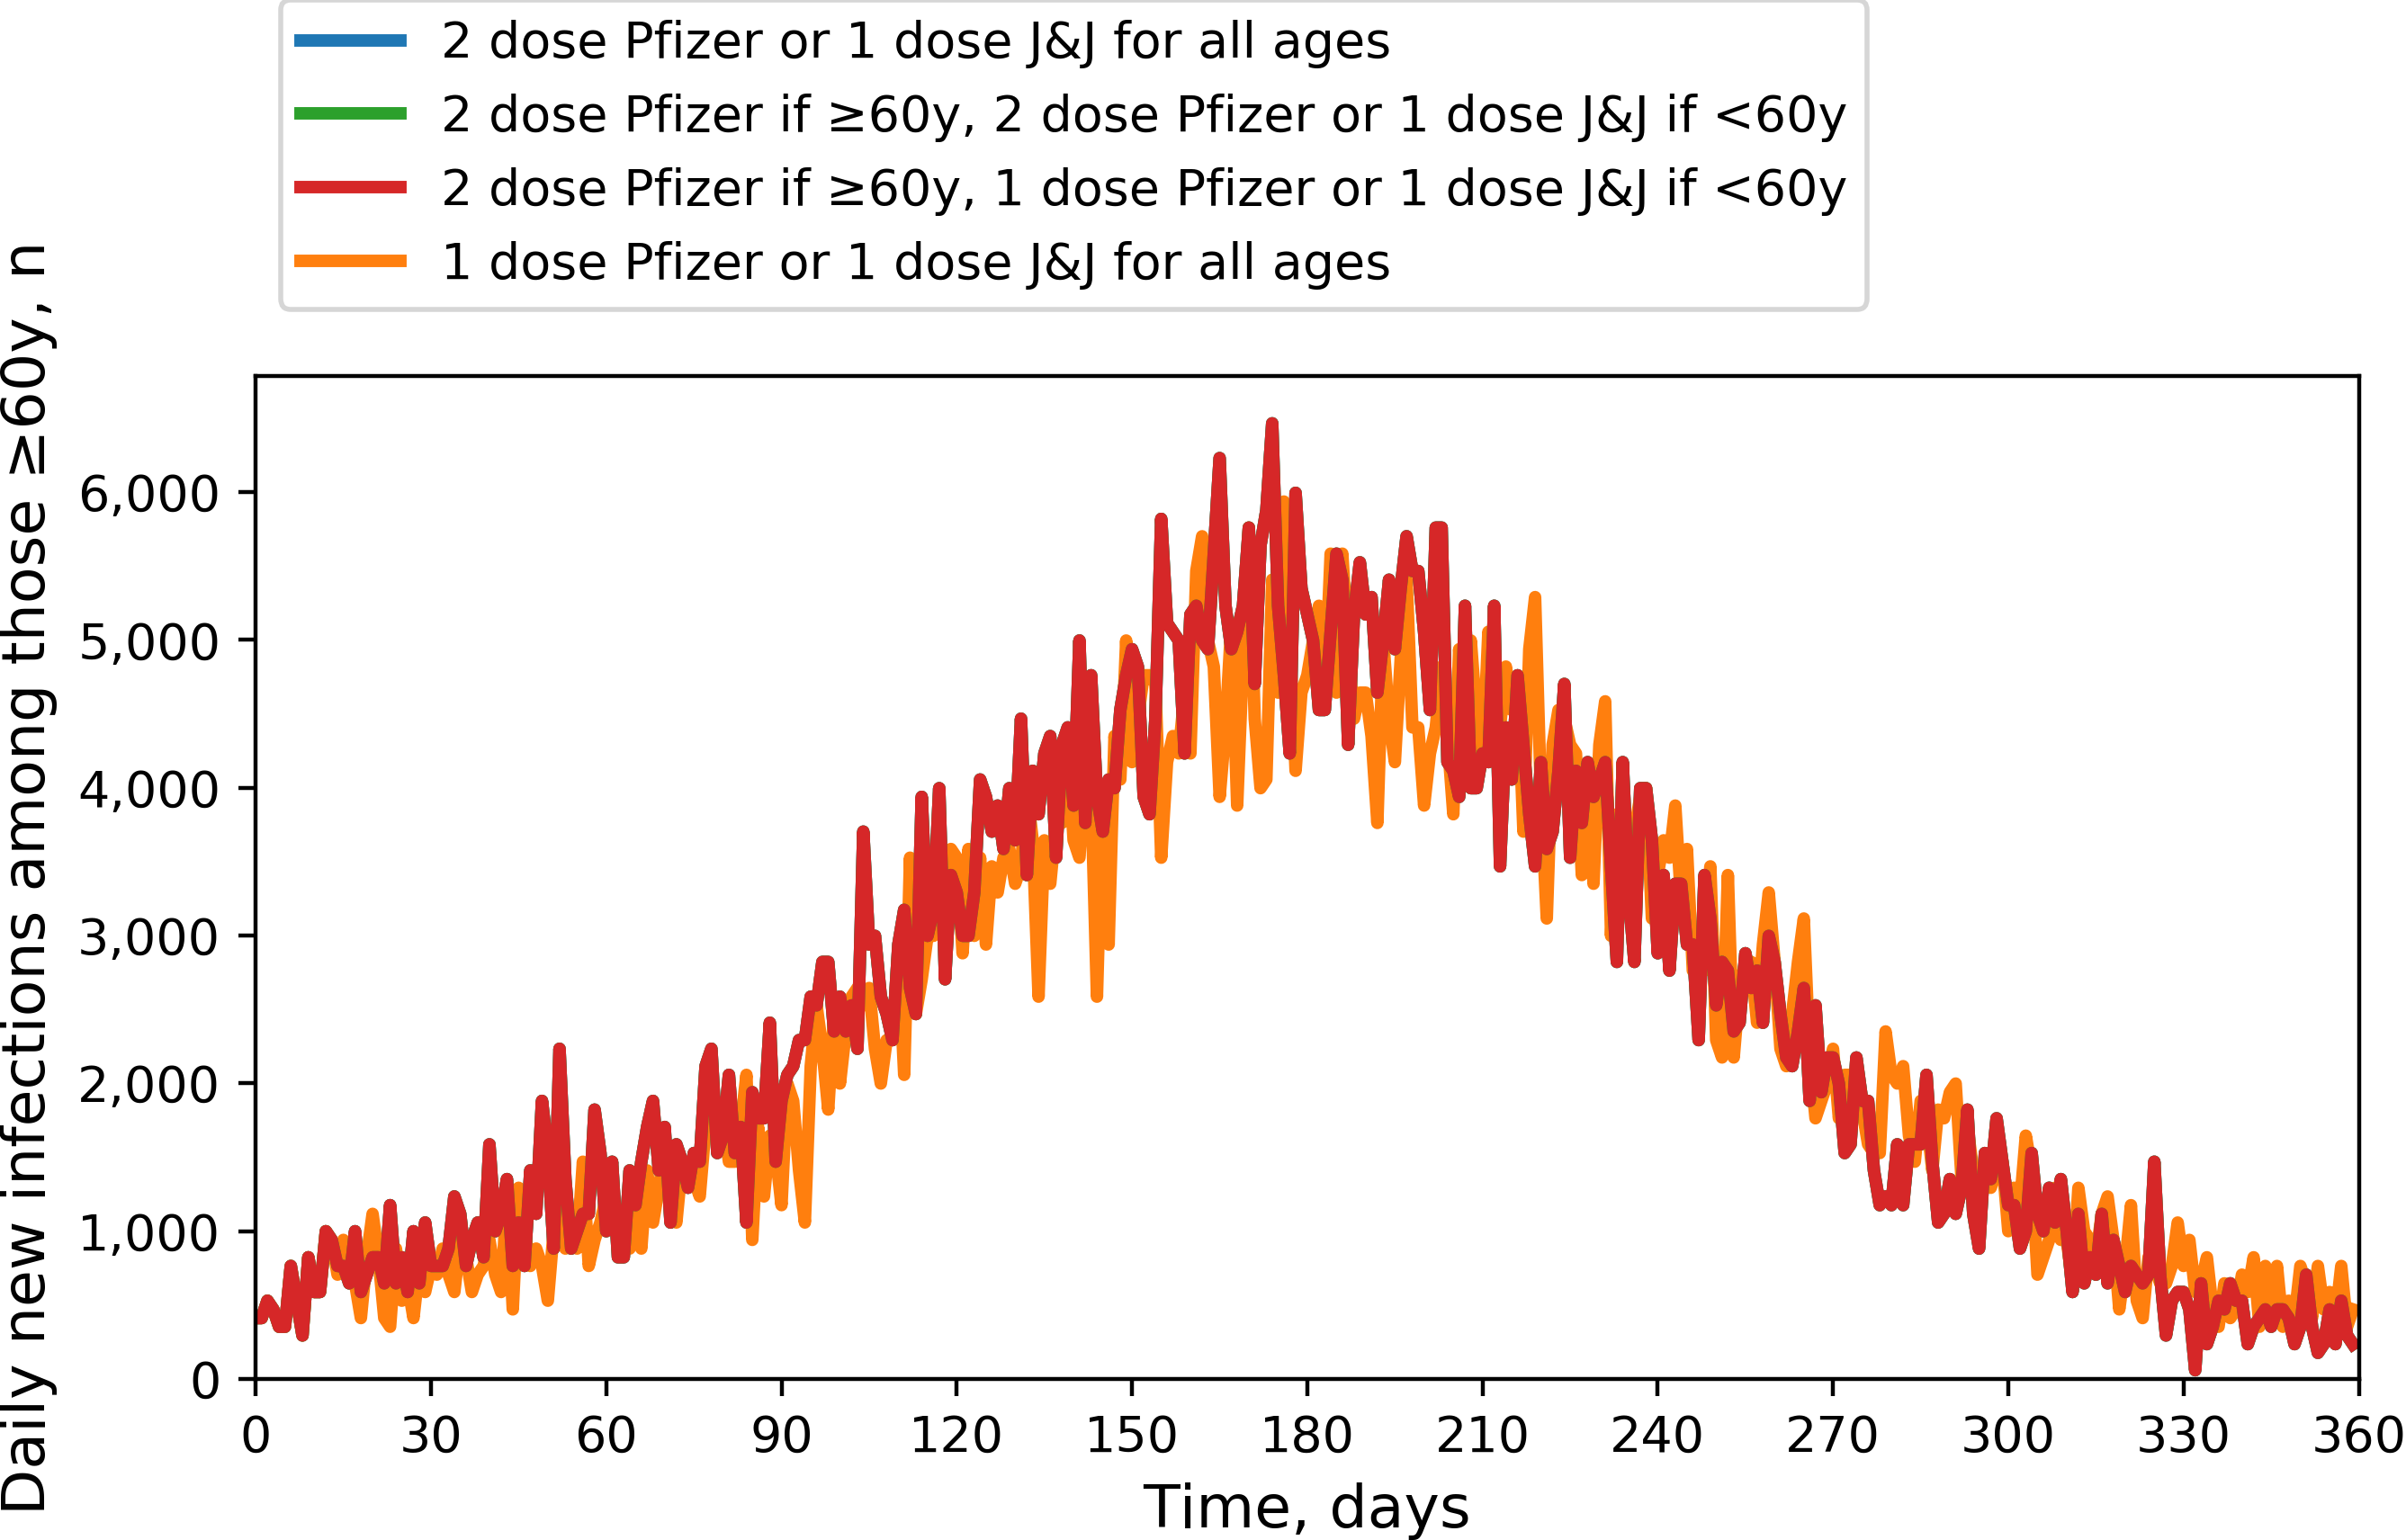 2 dose Pfizer or 1 dose J&J for all ages
2 dose Pfizer if ≥60y, 2 dose Pfizer or 1 dose J&J if <60y
2 dose Pfizer if ≥60y, 1 dose Pfizer or 1 dose J&J if <60y
1 dose Pfizer or 1 dose J&J for all ages
Daily new infections among those ≥60y, n
6,000
5,000
4,000
3,000
2,000
1,000
0
0 30 60 90 120 150 180 210 240 270 300 330 360
Time, days